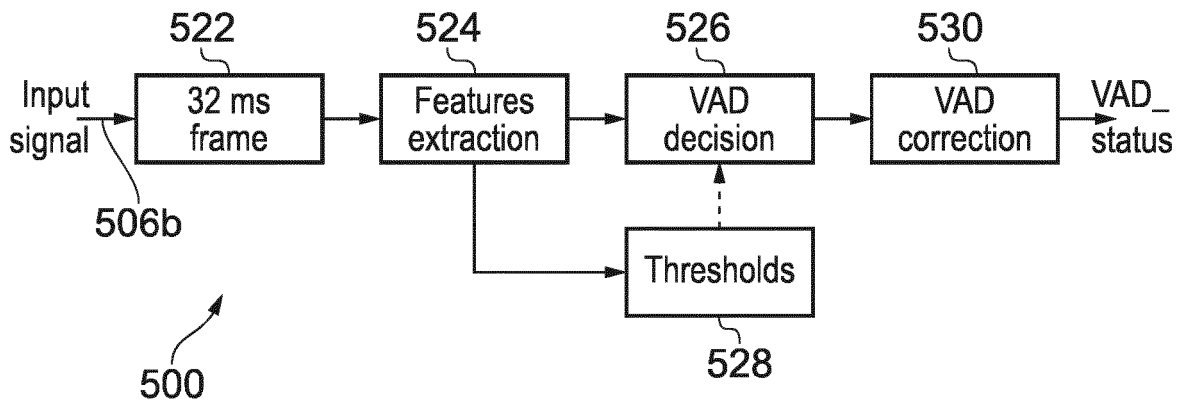 522
524
526
530
Input
signal
32 ms
frame
Features
extraction
VAD
decision
VAD
correction
VAD_
status
506b
Thresholds
528
500